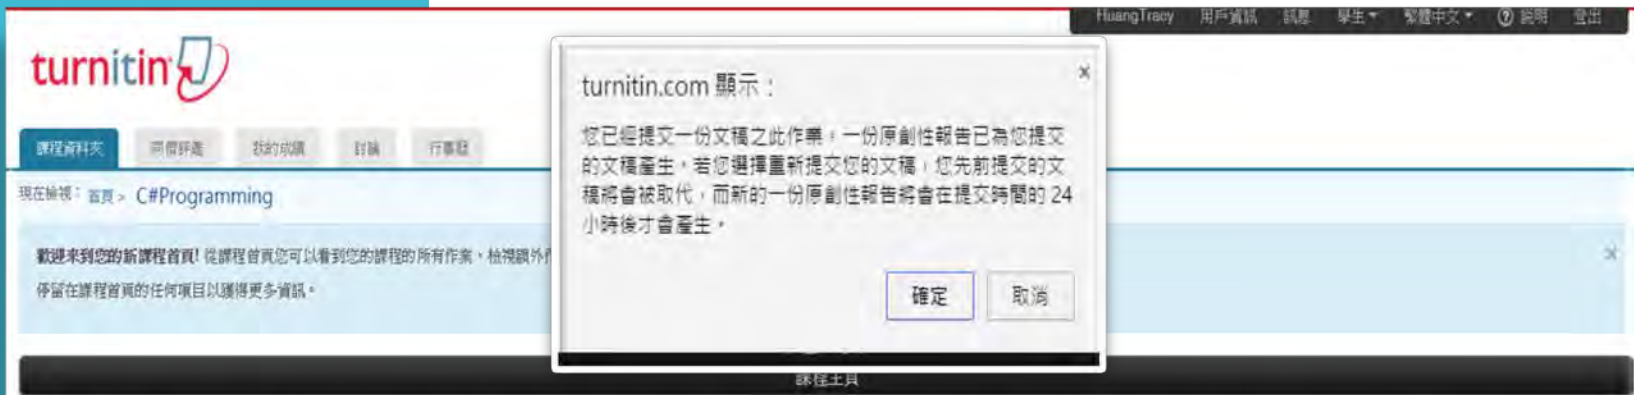 HuangTracy 用戶資訊 訊息 學生 繁體中文 ? 說明 登出
turnitin
課程資料夾 同儕評鑑 我的成績 討論 行事曆
現在檢視： 首頁 > C#Programming
歡迎來到您的新課程首頁! 從課程首頁您可以看到您的課程的所有作業，檢視額外
停留在課程首頁的任何項目以獲得更多資訊。
turnitin.com 顯示：
您已經提交一份文稿之此作業。一份原創性報告已為您提交
的文稿產生。若您選擇重新提交您的文稿，您先前提交的文
稿將會被取代，而新的一份原創性報告將會在提交時間的 24
小時後才會產生。
確定 取消
課程工具